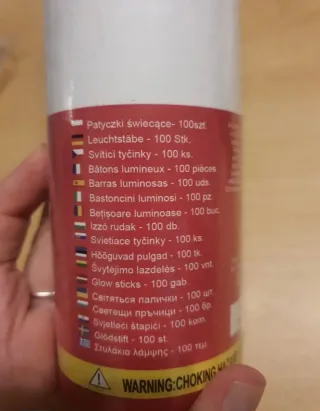 Patyczki świecące- 100szt.
Leuchtstäbe - 100 Stk.
Svíticí tyčinky - 100 ks.
Bâtons lumineux - 100 pièces
Barras luminosas - 100 uds.
Bastoncini luminosi - 100 pz.
Bețișoare luminoase - 100 buc.
Izzó rudak - 100 db.
Svietiace tyčinky - 100 ks.
Hõõguvad pulgad - 100 tk.
Švytėjimo lazdelės - 100 vnt.
Glow sticks - 100 gab.
Світяться палички - 100 шт.
Светещи пръчици - 100 бр.
Svjetleći štapići - 100 kom.
Glödstift - 100 st.
Στυλάκια λάμψης - 100 τεμ.
WARNING:CHOKING